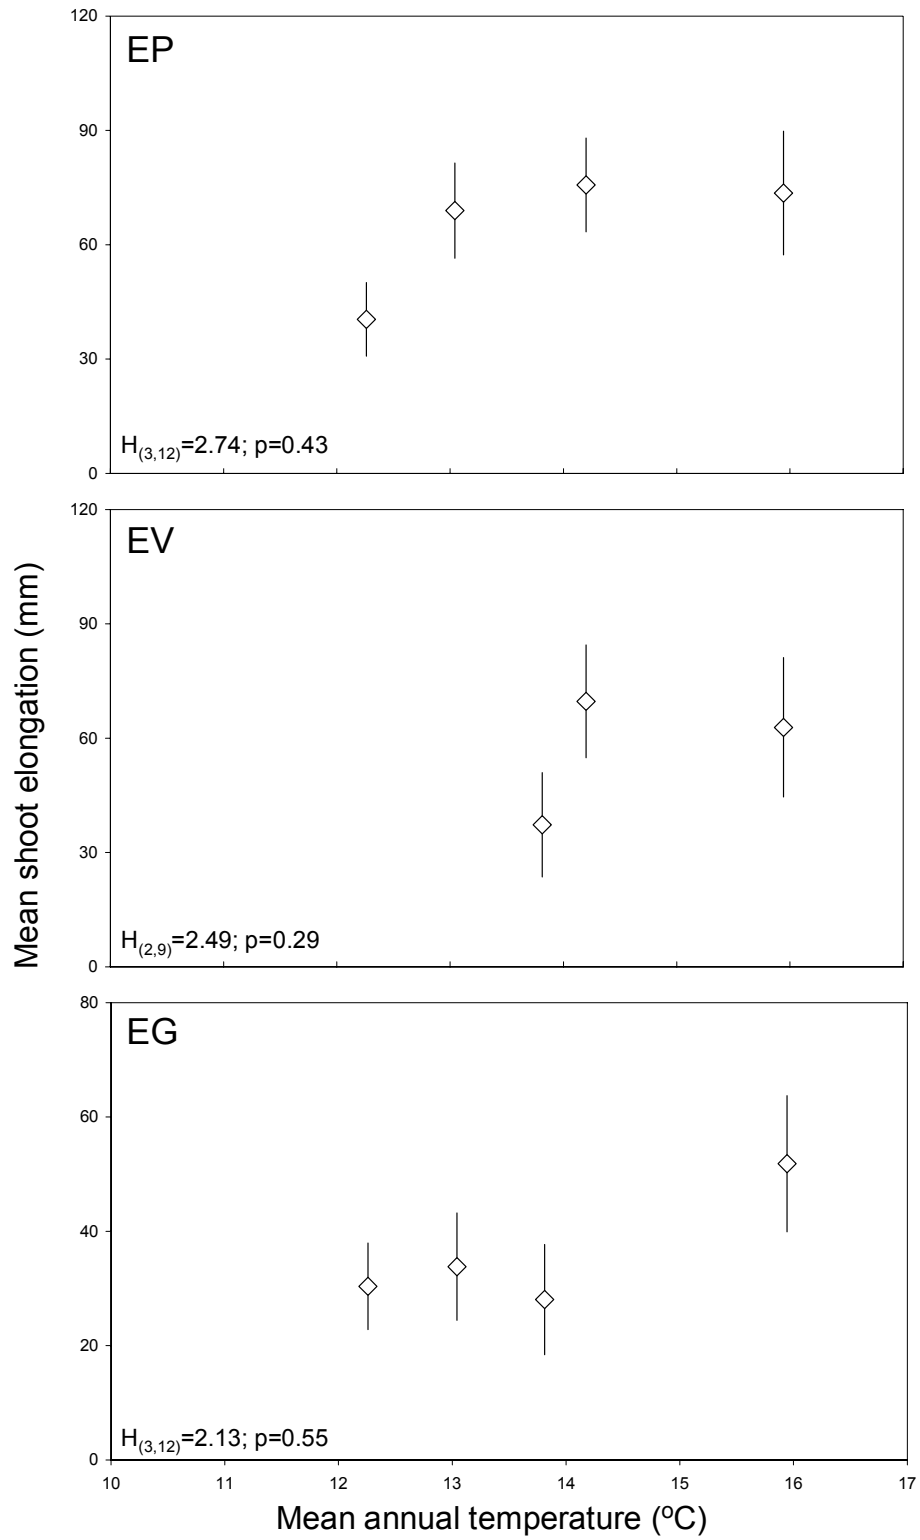 120
EP
90
60
30
H(3,12)=2.74; p=0.43
0
120
EV
90
60
30
H(2,9)=2.49; p=0.29
0
Mean shoot elongation (mm)
80
EG
60
40
20
H(3,12)=2.13; p=0.55
0
10 11 12 13 14 15 16 17
Mean annual temperature (ºC)